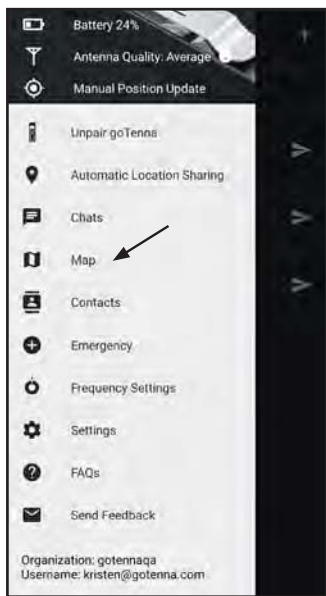 Battery 24%
Antenna Quality: Average
Manual Position Update
Unpair goTenna
Automatic Location Sharing
Chats
Map
Contacts
Emergency
Frequency Settings
Settings
FAQs
Send Feedback
Organization: gotennaqa
Username: kristen@gotenna.com